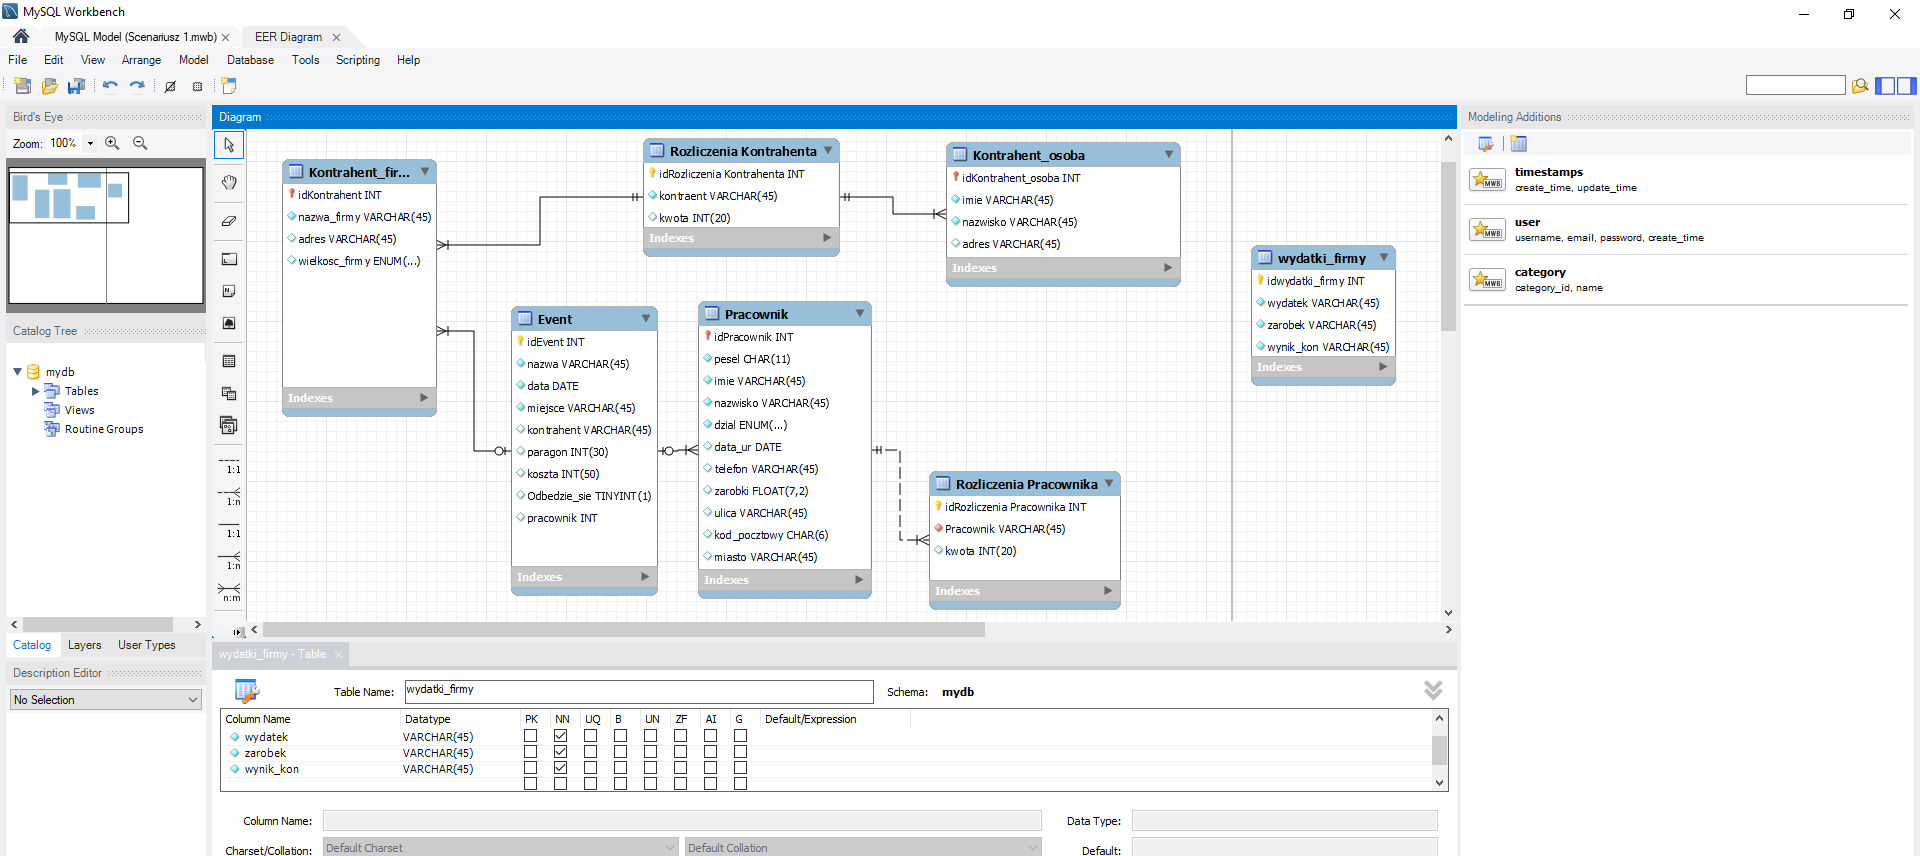 MySQL Workbench
MySQL Model (Scenariusz 1.mwb)
EER Diagram
File Edit View Arrange Model Database Tools Scripting Help
Bird's Eye
Zoom: 100%
Catalog Tree
mydb
Tables
Views
Routine Groups
Catalog Layers User Types
Description Editor
No Selection
Diagram
1:1
1:n
1:1
1:n
n:m
Kontrahent_fir...
idKontrahent INT
nazwa_firmy VARCHAR(45)
adres VARCHAR(45)
wielkosc_firmy ENUM(...)
Indexes
Rozliczenia Kontrahenta
idRozliczenia Kontrahenta INT
kontraent VARCHAR(45)
kwota INT(20)
Indexes
Kontrahent_osoba
idKontrahent_osoba INT
imie VARCHAR(45)
nazwisko VARCHAR(45)
adres VARCHAR(45)
Indexes
wydatki_firmy
idwydatki_firmy INT
wydatek VARCHAR(45)
zarobek VARCHAR(45)
wynik_kon VARCHAR(45)
Indexes
Event
idEvent INT
nazwa VARCHAR(45)
data DATE
miejsce VARCHAR(45)
kontrahent VARCHAR(45)
paragon INT(30)
koszta INT(50)
Odbedzie_sie TINYINT(1)
pracownik INT
Indexes
Pracownik
idPracownik INT
pesel CHAR(11)
imie VARCHAR(45)
nazwisko VARCHAR(45)
dzial ENUM(...)
data_ur DATE
telefon VARCHAR(45)
zarobki FLOAT(7,2)
ulica VARCHAR(45)
kod_pocztowy CHAR(6)
miasto VARCHAR(45)
Indexes
Rozliczenia Pracownika
idRozliczenia Pracownika INT
Pracownik VARCHAR(45)
kwota INT(20)
Indexes
Modeling Additions
timestamps
create_time, update_time
user
username, email, password, create_time
category
category_id, name
MWB
MWB
MWB
wydatki_firmy - Table
Table Name: wydatki_firmy Schema: mydb
Column Name Datatype PK NN UQ B UN ZF AI G Default/Expression
wydatek VARCHAR(45)
zarobek VARCHAR(45)
wynik_kon VARCHAR(45)
Column Name: Data Type:
Charset/Collation: Default Charset Default Collation Default: